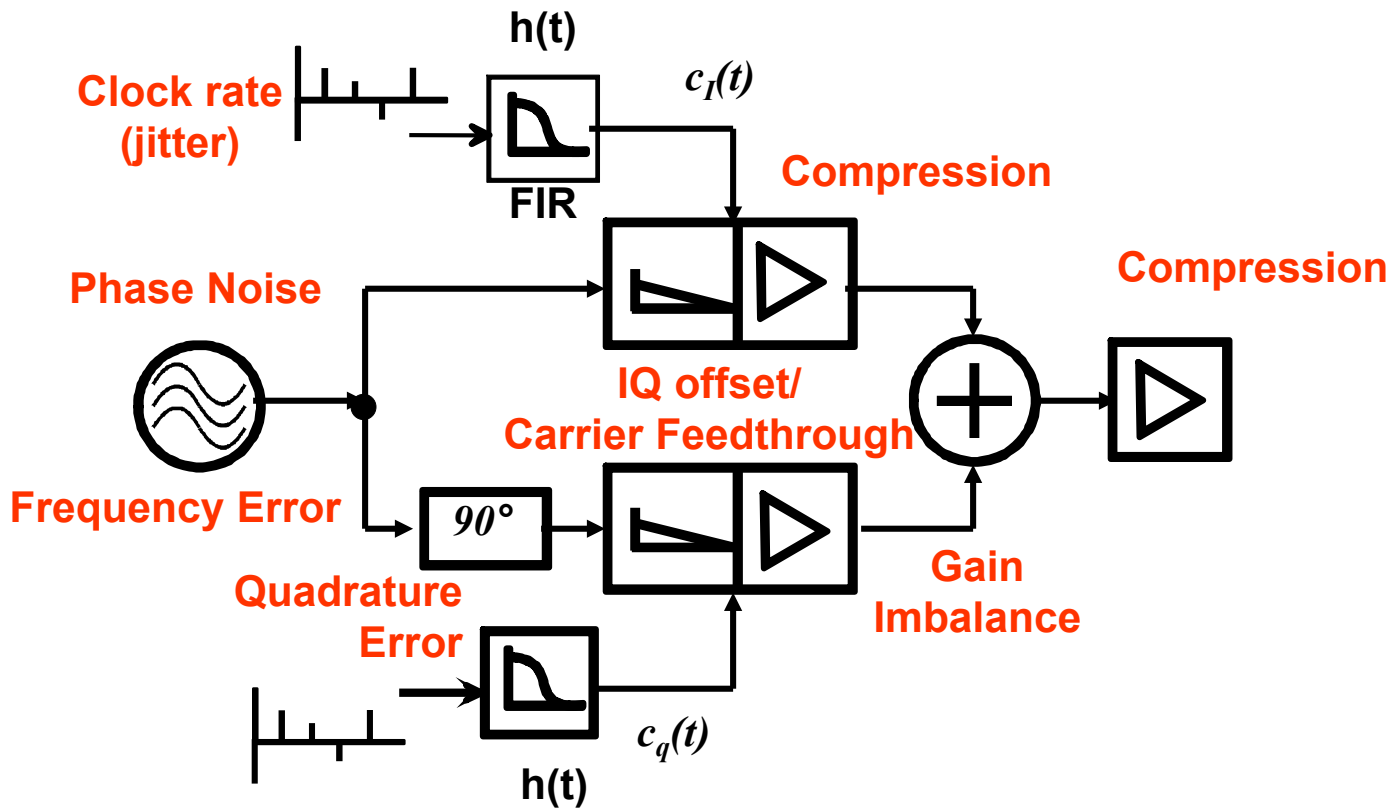 h(t)
Clock rate
(jitter)
c_I(t)
FIR
Compression
Compression
Phase Noise
IQ offset/
Carrier Feedthrough
Frequency Error
90°
Quadrature
Error
Gain
Imbalance
c_q(t)
h(t)